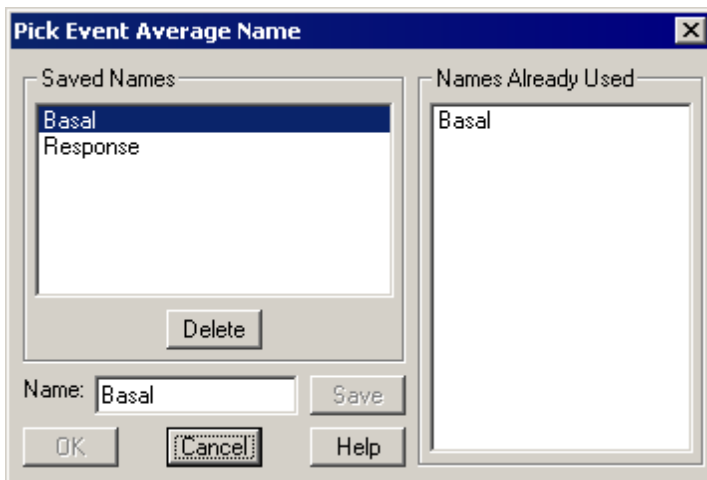 Pick Event Average Name
Saved Names
Basal
Response
Delete
Name: Basal Save
OK Cancel Help
Names Already Used
Basal